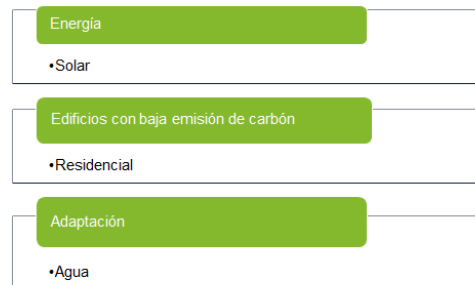 Energía
•Solar
Edificios con baja emisión de carbón
•Residencial
Adaptación
•Agua